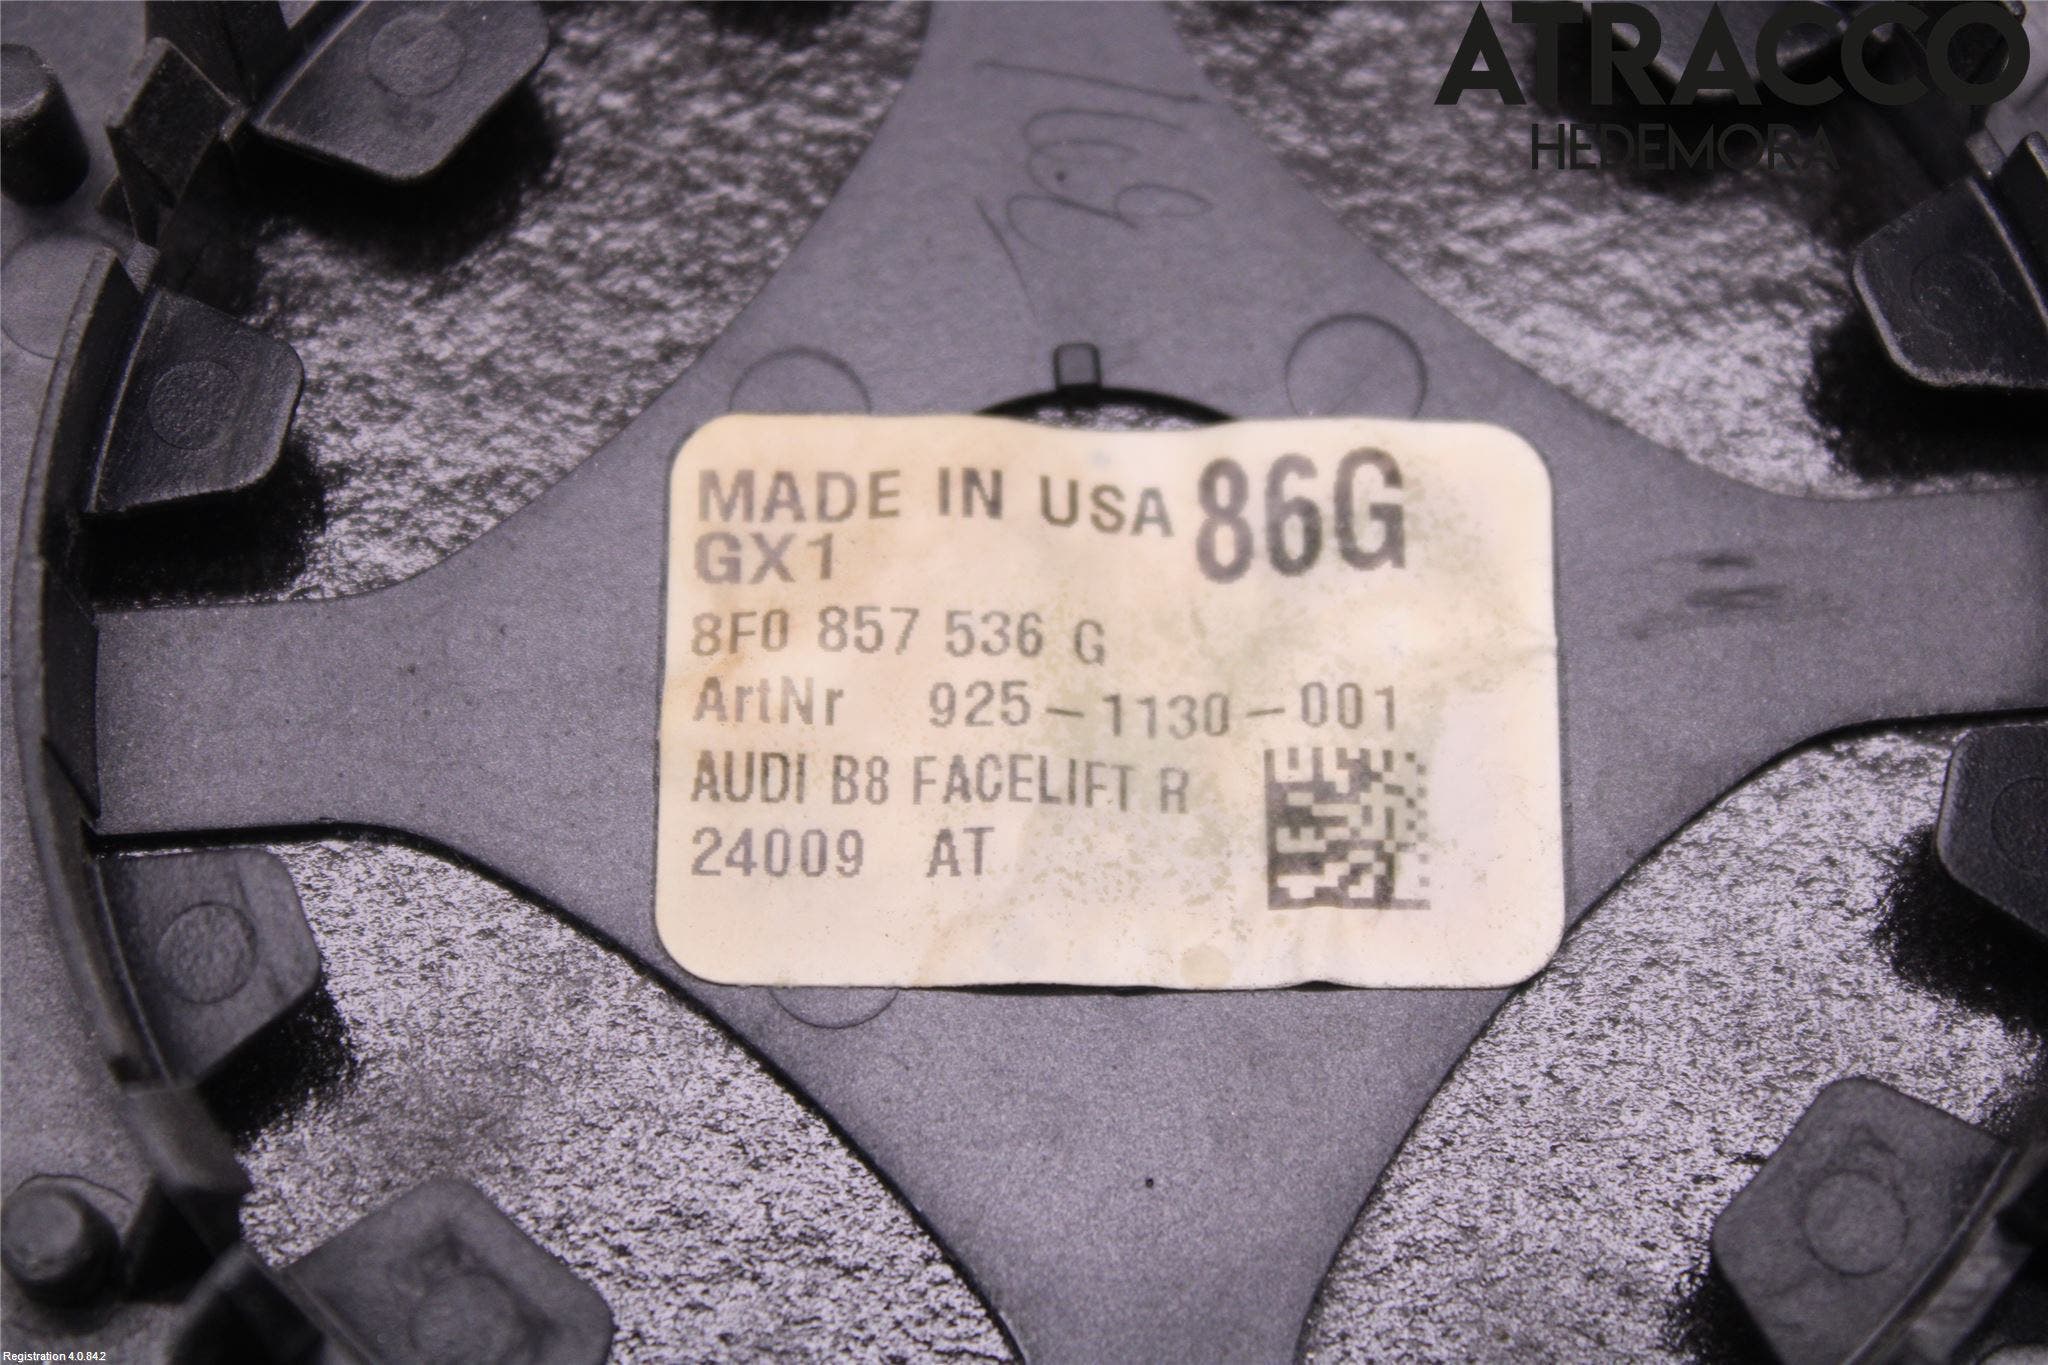 ATRACCO
HEDEMORA
MADE IN USA 86G
GX1
8F0 857 536 G
ArtNr 925-1130-001
AUDI B8 FACELIFT R
24009 AT
Registration 4.0.84.2